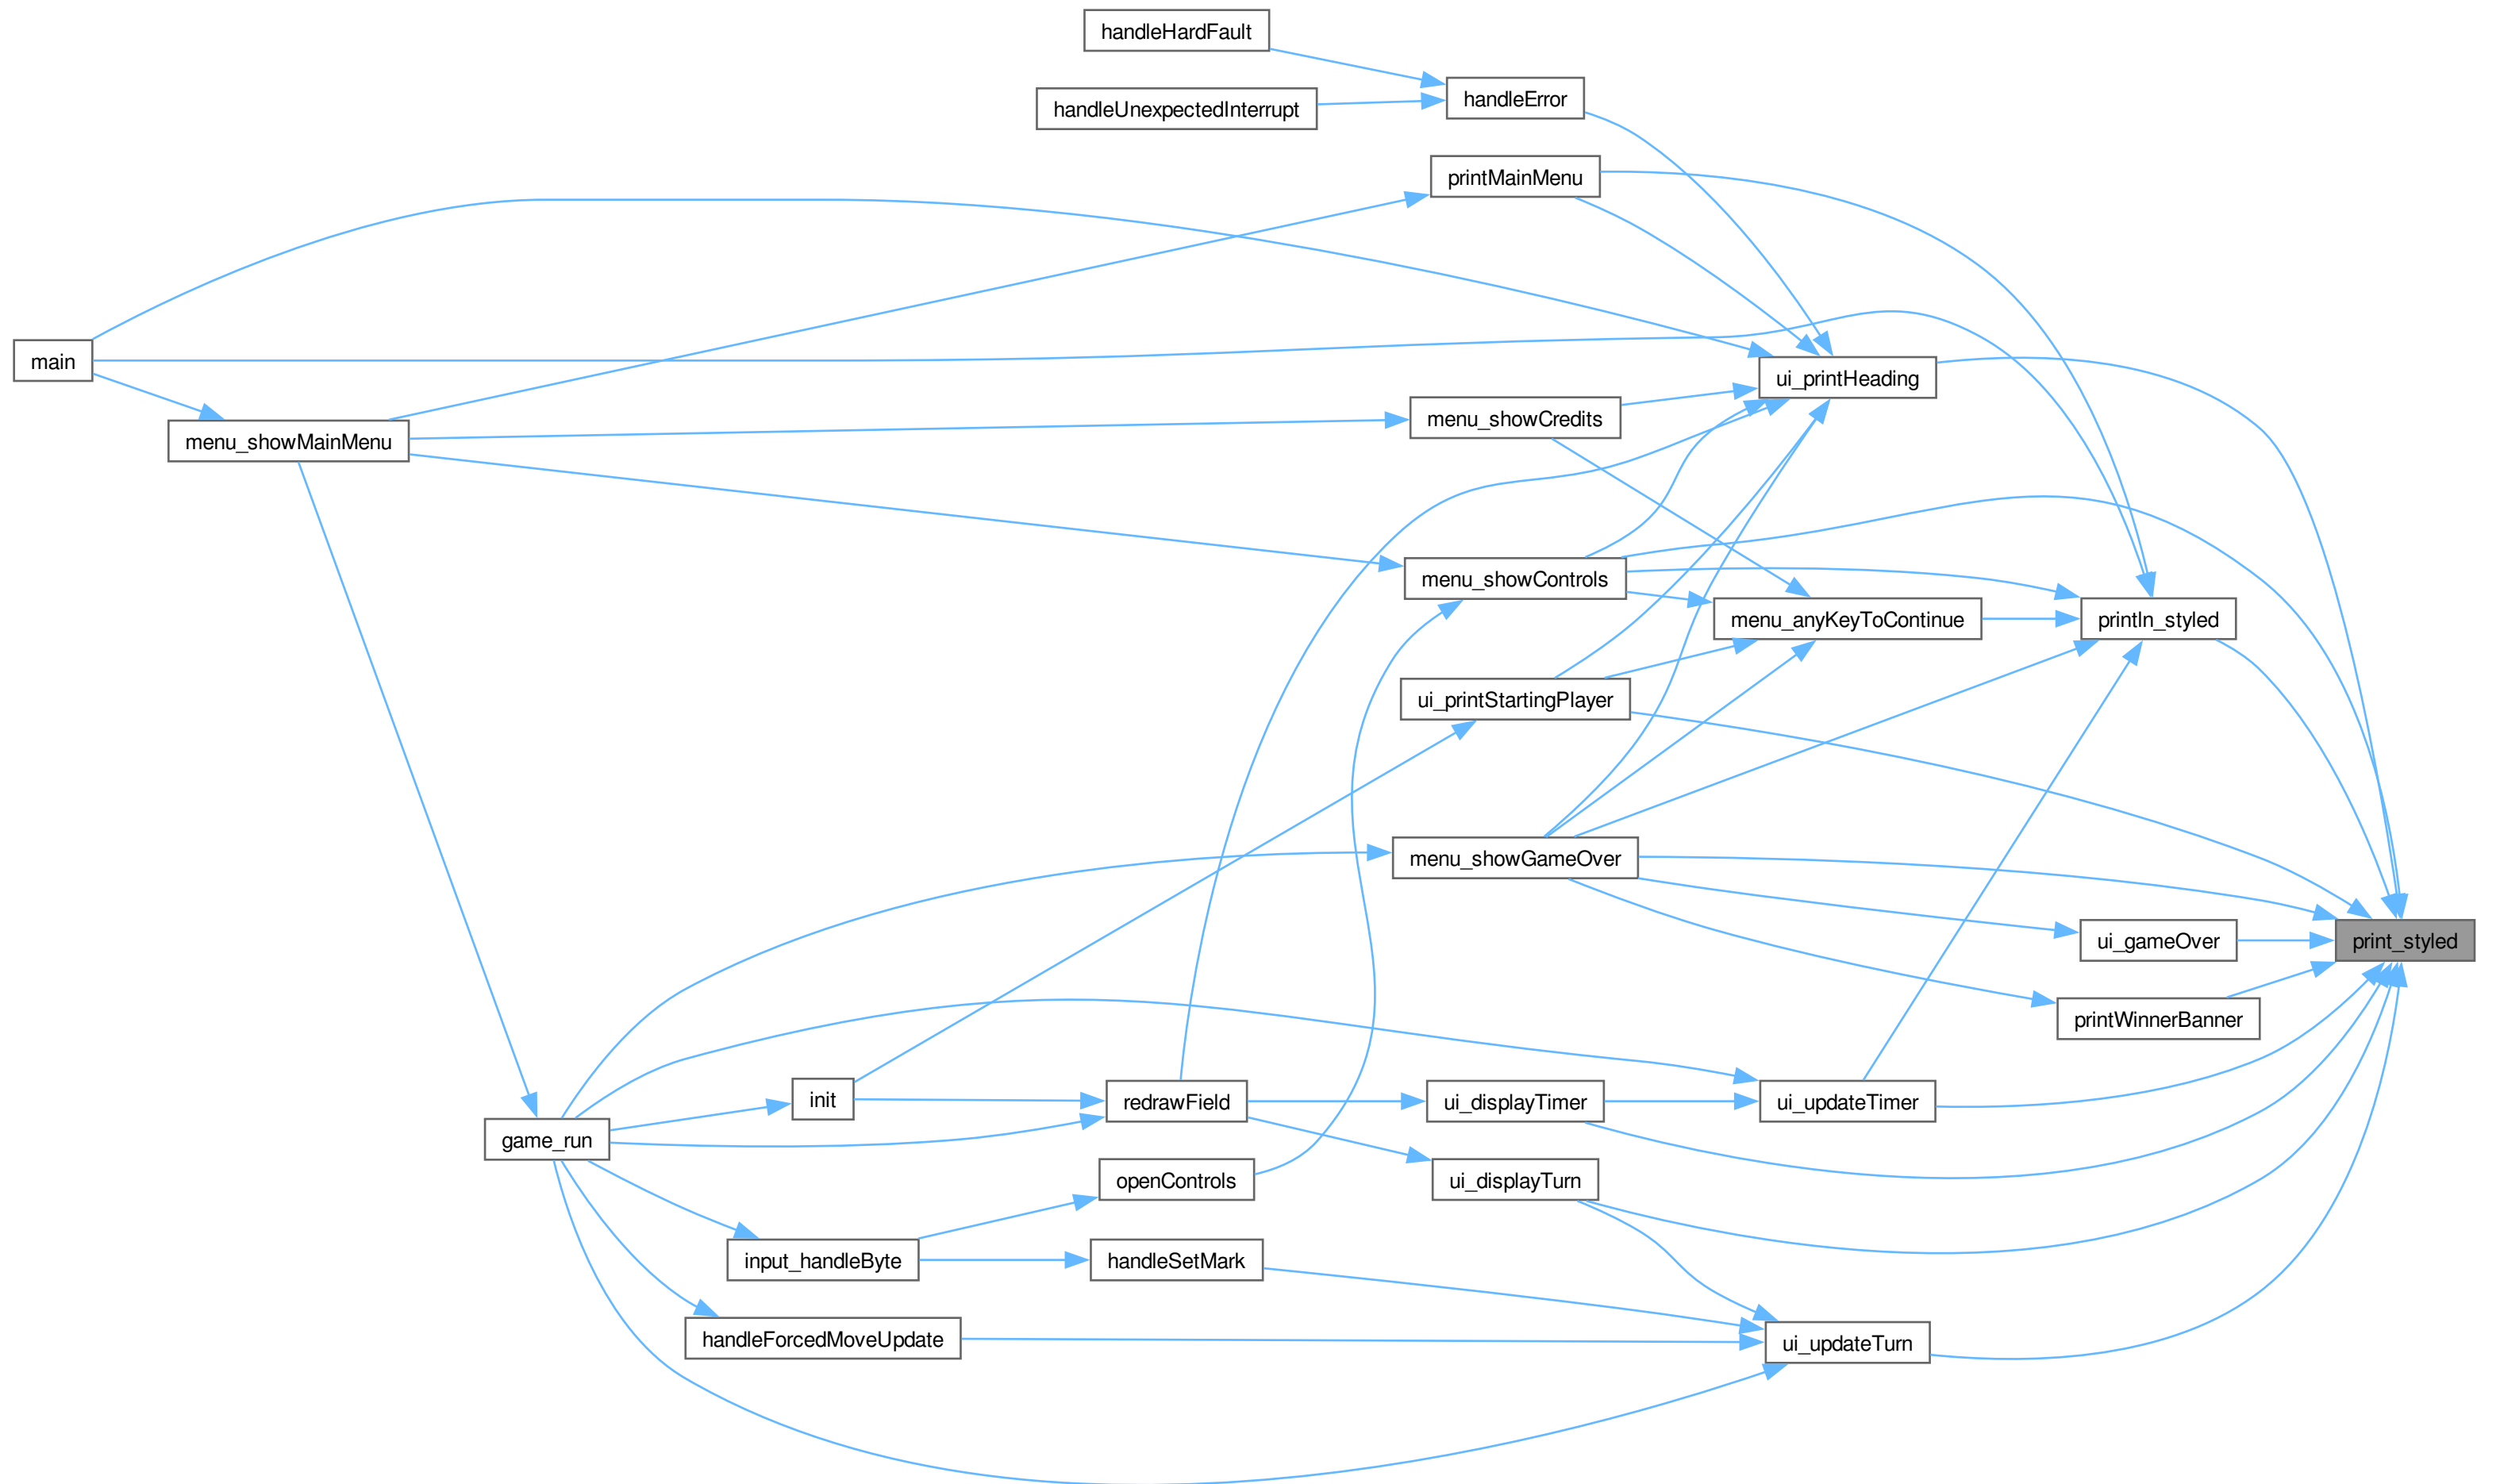 handleHardFault
handleError
handleUnexpectedInterrupt
printMainMenu
main
ui_printHeading
menu_showCredits
menu_showMainMenu
menu_showControls
menu_anyKeyToContinue
println_styled
ui_printStartingPlayer
menu_showGameOver
ui_gameOver
print_styled
printWinnerBanner
init
redrawField
ui_displayTimer
ui_updateTimer
game_run
openControls
ui_displayTurn
input_handleByte
handleSetMark
handleForcedMoveUpdate
ui_updateTurn